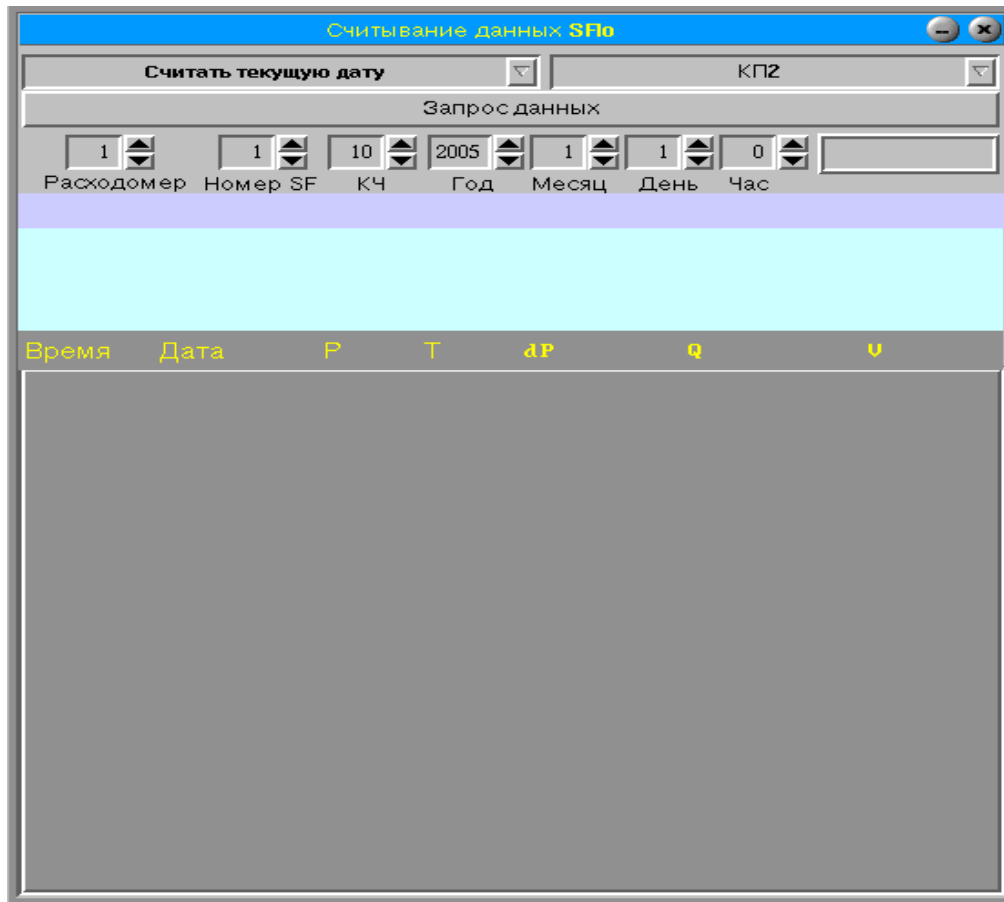 Считывание данных SFlo
Считать текущую дату КП2
Запрос данных
1 1 10 2005 1 1 0
Расходомер Номер SF КЧ Год Месяц День Час
Время Дата P T dP Q V